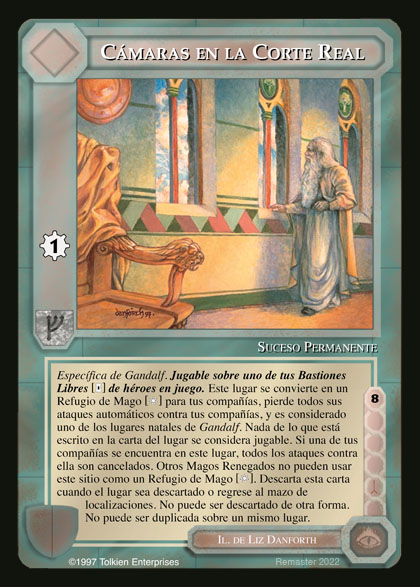 Cámaras en la Corte Real
1
danforth 97.
Suceso Permanente
Específica de Gandalf. Jugable sobre uno de tus Bastiones
Libres [] de héroes en juego. Este lugar se convierte en un
Refugio de Mago [] para tus compañías, pierde todos sus
ataques automáticos contra tus compañías, y es considerado
uno de los lugares natales de Gandalf. Nada de lo que está
escrito en la carta del lugar se considera jugable. Si una de tus
compañías se encuentra en este lugar, todos los ataques contra
ella son cancelados. Otros Magos Renegados no pueden usar
este sitio como un Refugio de Mago []. Descarta esta carta
cuando el lugar sea descartado o regrese al mazo de
localizaciones. No puede ser descartado de otra forma.
No puede ser duplicada sobre un mismo lugar.
8
Il. de Liz Danforth
©1997 Tolkien Enterprises
Remaster 2022